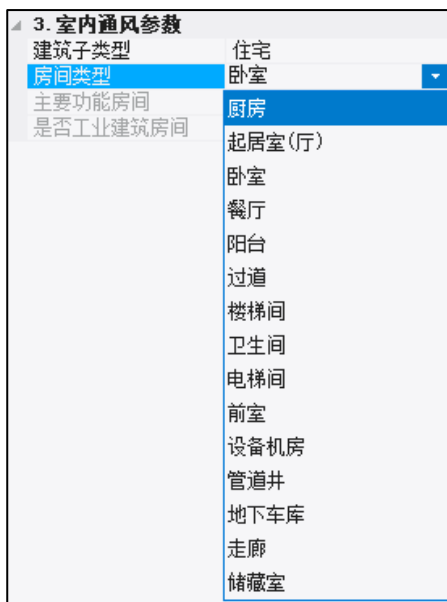 3. 室内通风参数
建筑子类型 住宅
房间类型 卧室
主要功能房间
是否工业建筑房间
厨房
起居室(厅)
卧室
餐厅
阳台
过道
楼梯间
卫生间
电梯间
前室
设备机房
管道井
地下车库
走廊
储藏室